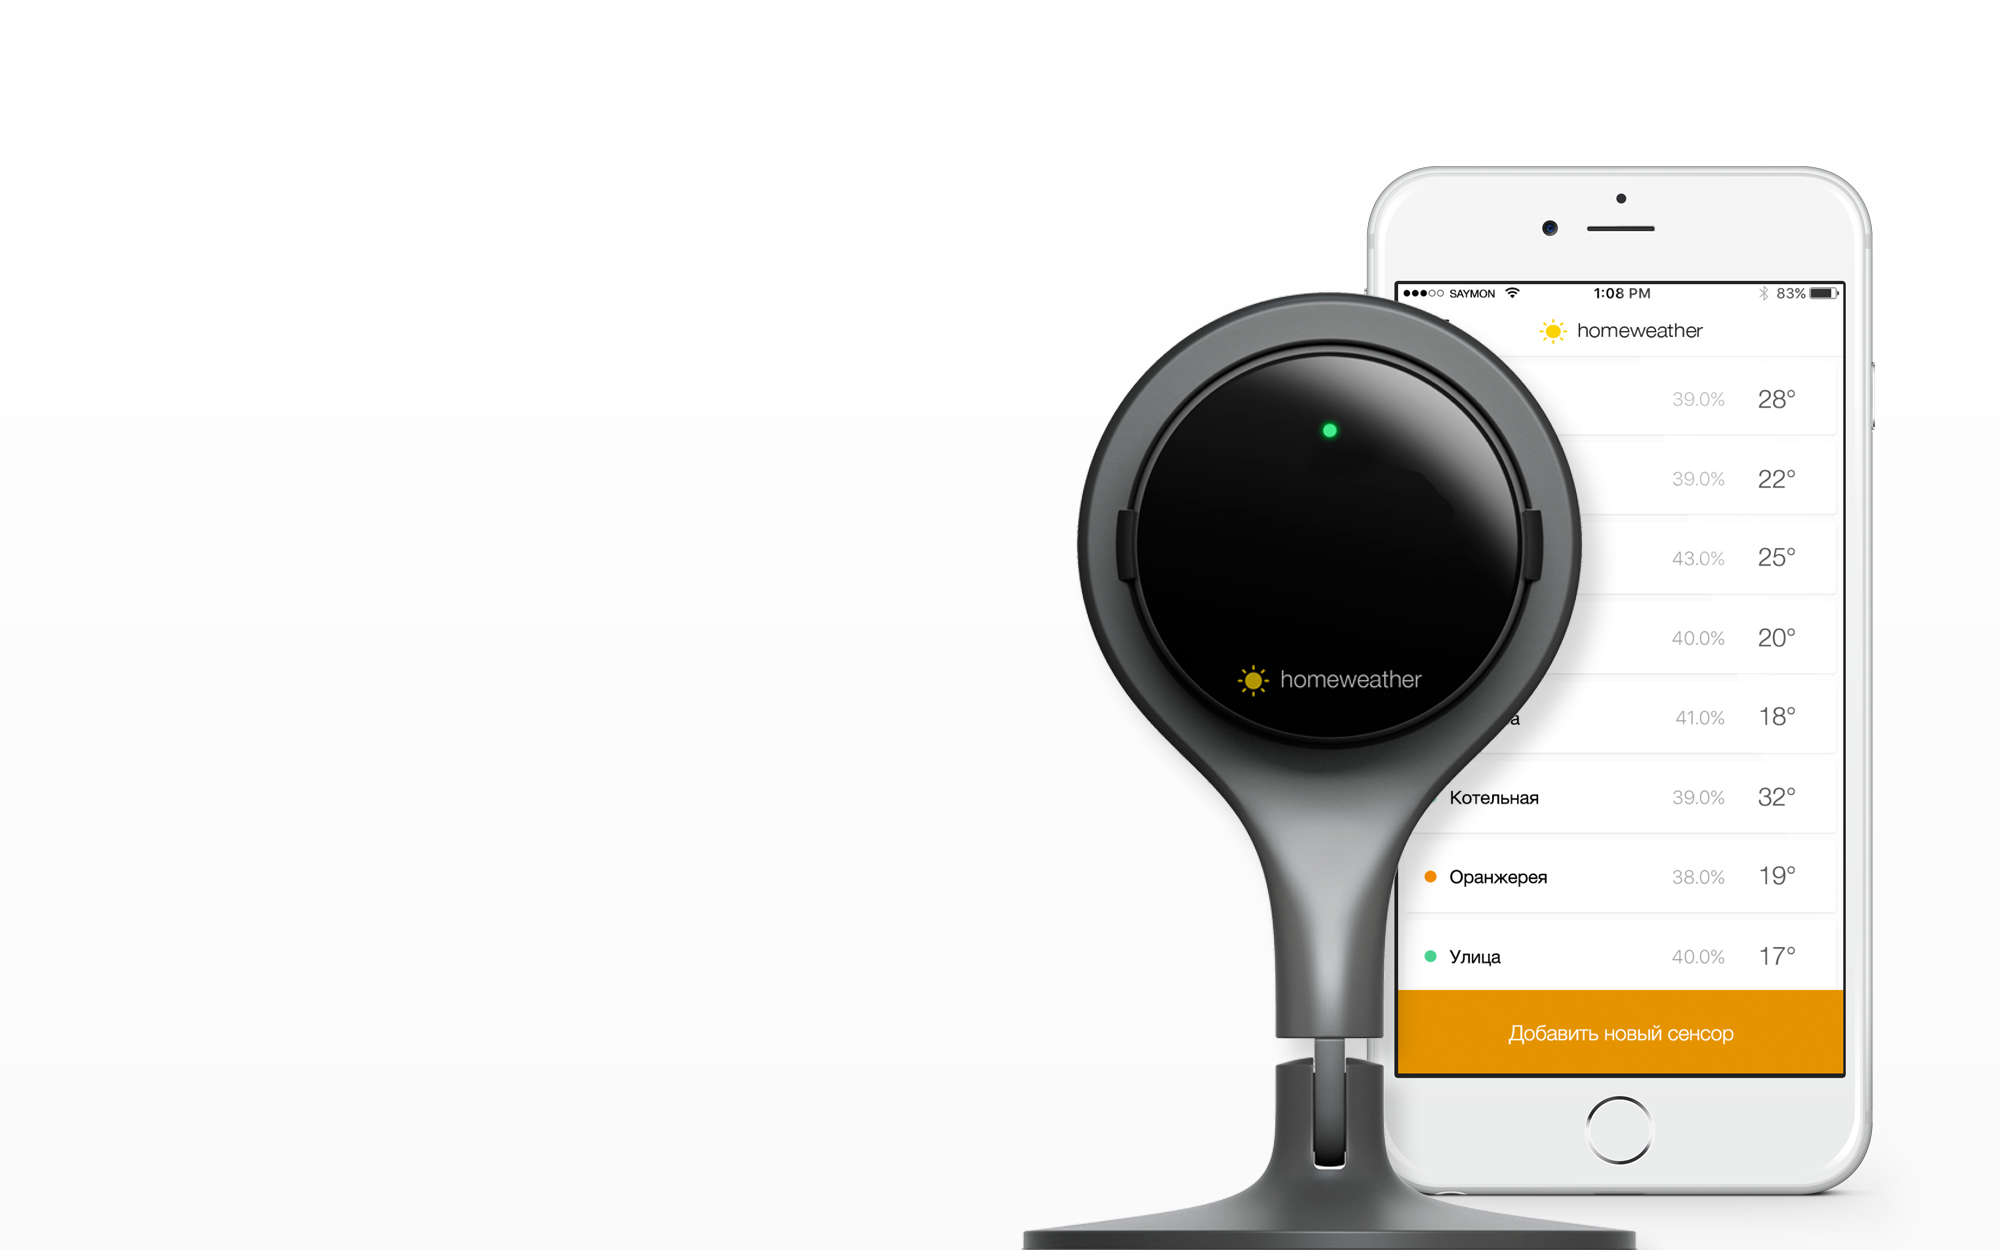 SAYMON 1:08 PM 83%
homeweather
39.0% 28°
39.0% 22°
43.0% 25°
40.0% 20°
homeweather
41.0% 18°
Котельная 39.0% 32°
Оранжерея 38.0% 19°
Улица 40.0% 17°
Добавить новый сенсор